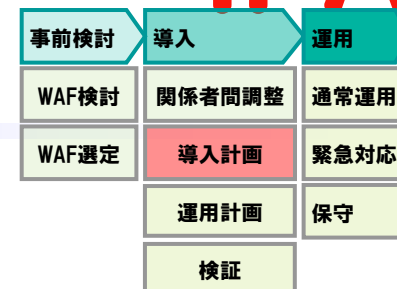 事前検討 導入 運用
WAF検討 関係者間調整 通常運用
WAF選定 導入計画 緊急対応
運用計画 保守
検証